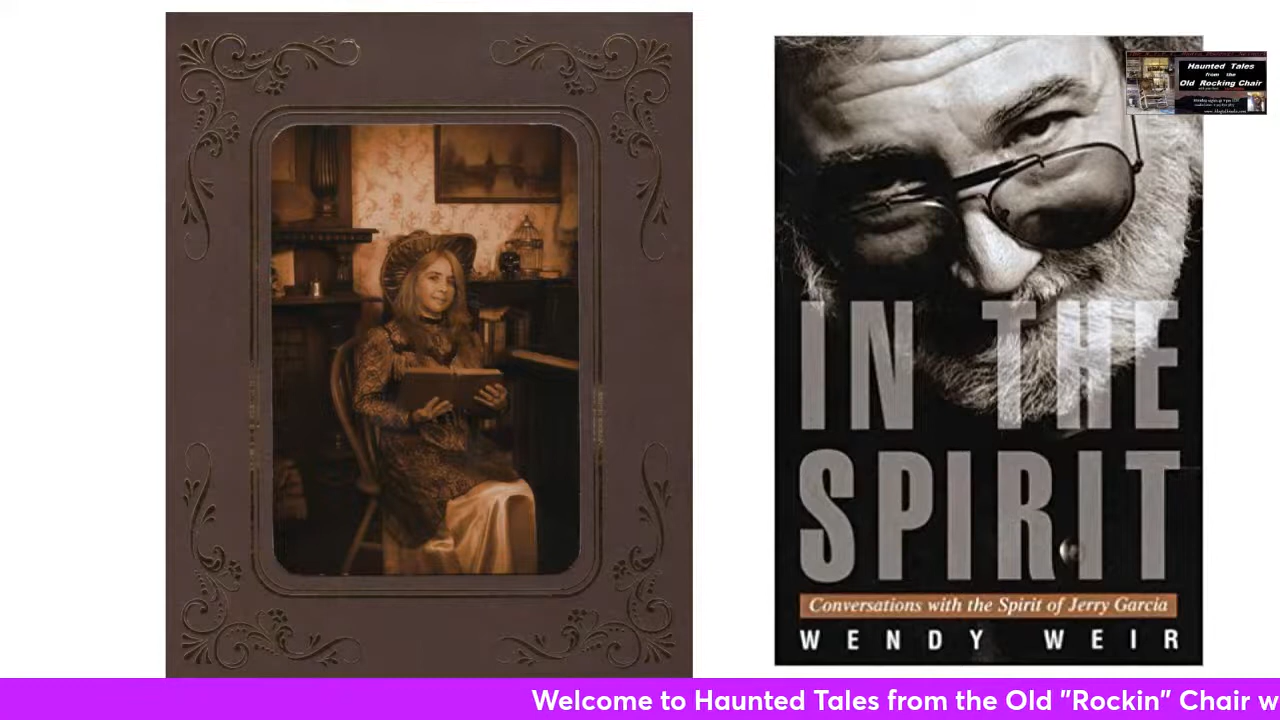 IN THE
SPIRIT
Conversations with the Spirit of Jerry Garcia
WENDY WEIR
Haunted Tales
from the
Old Rocking Chair
Welcome to Haunted Tales from the Old "Rockin" Chair w